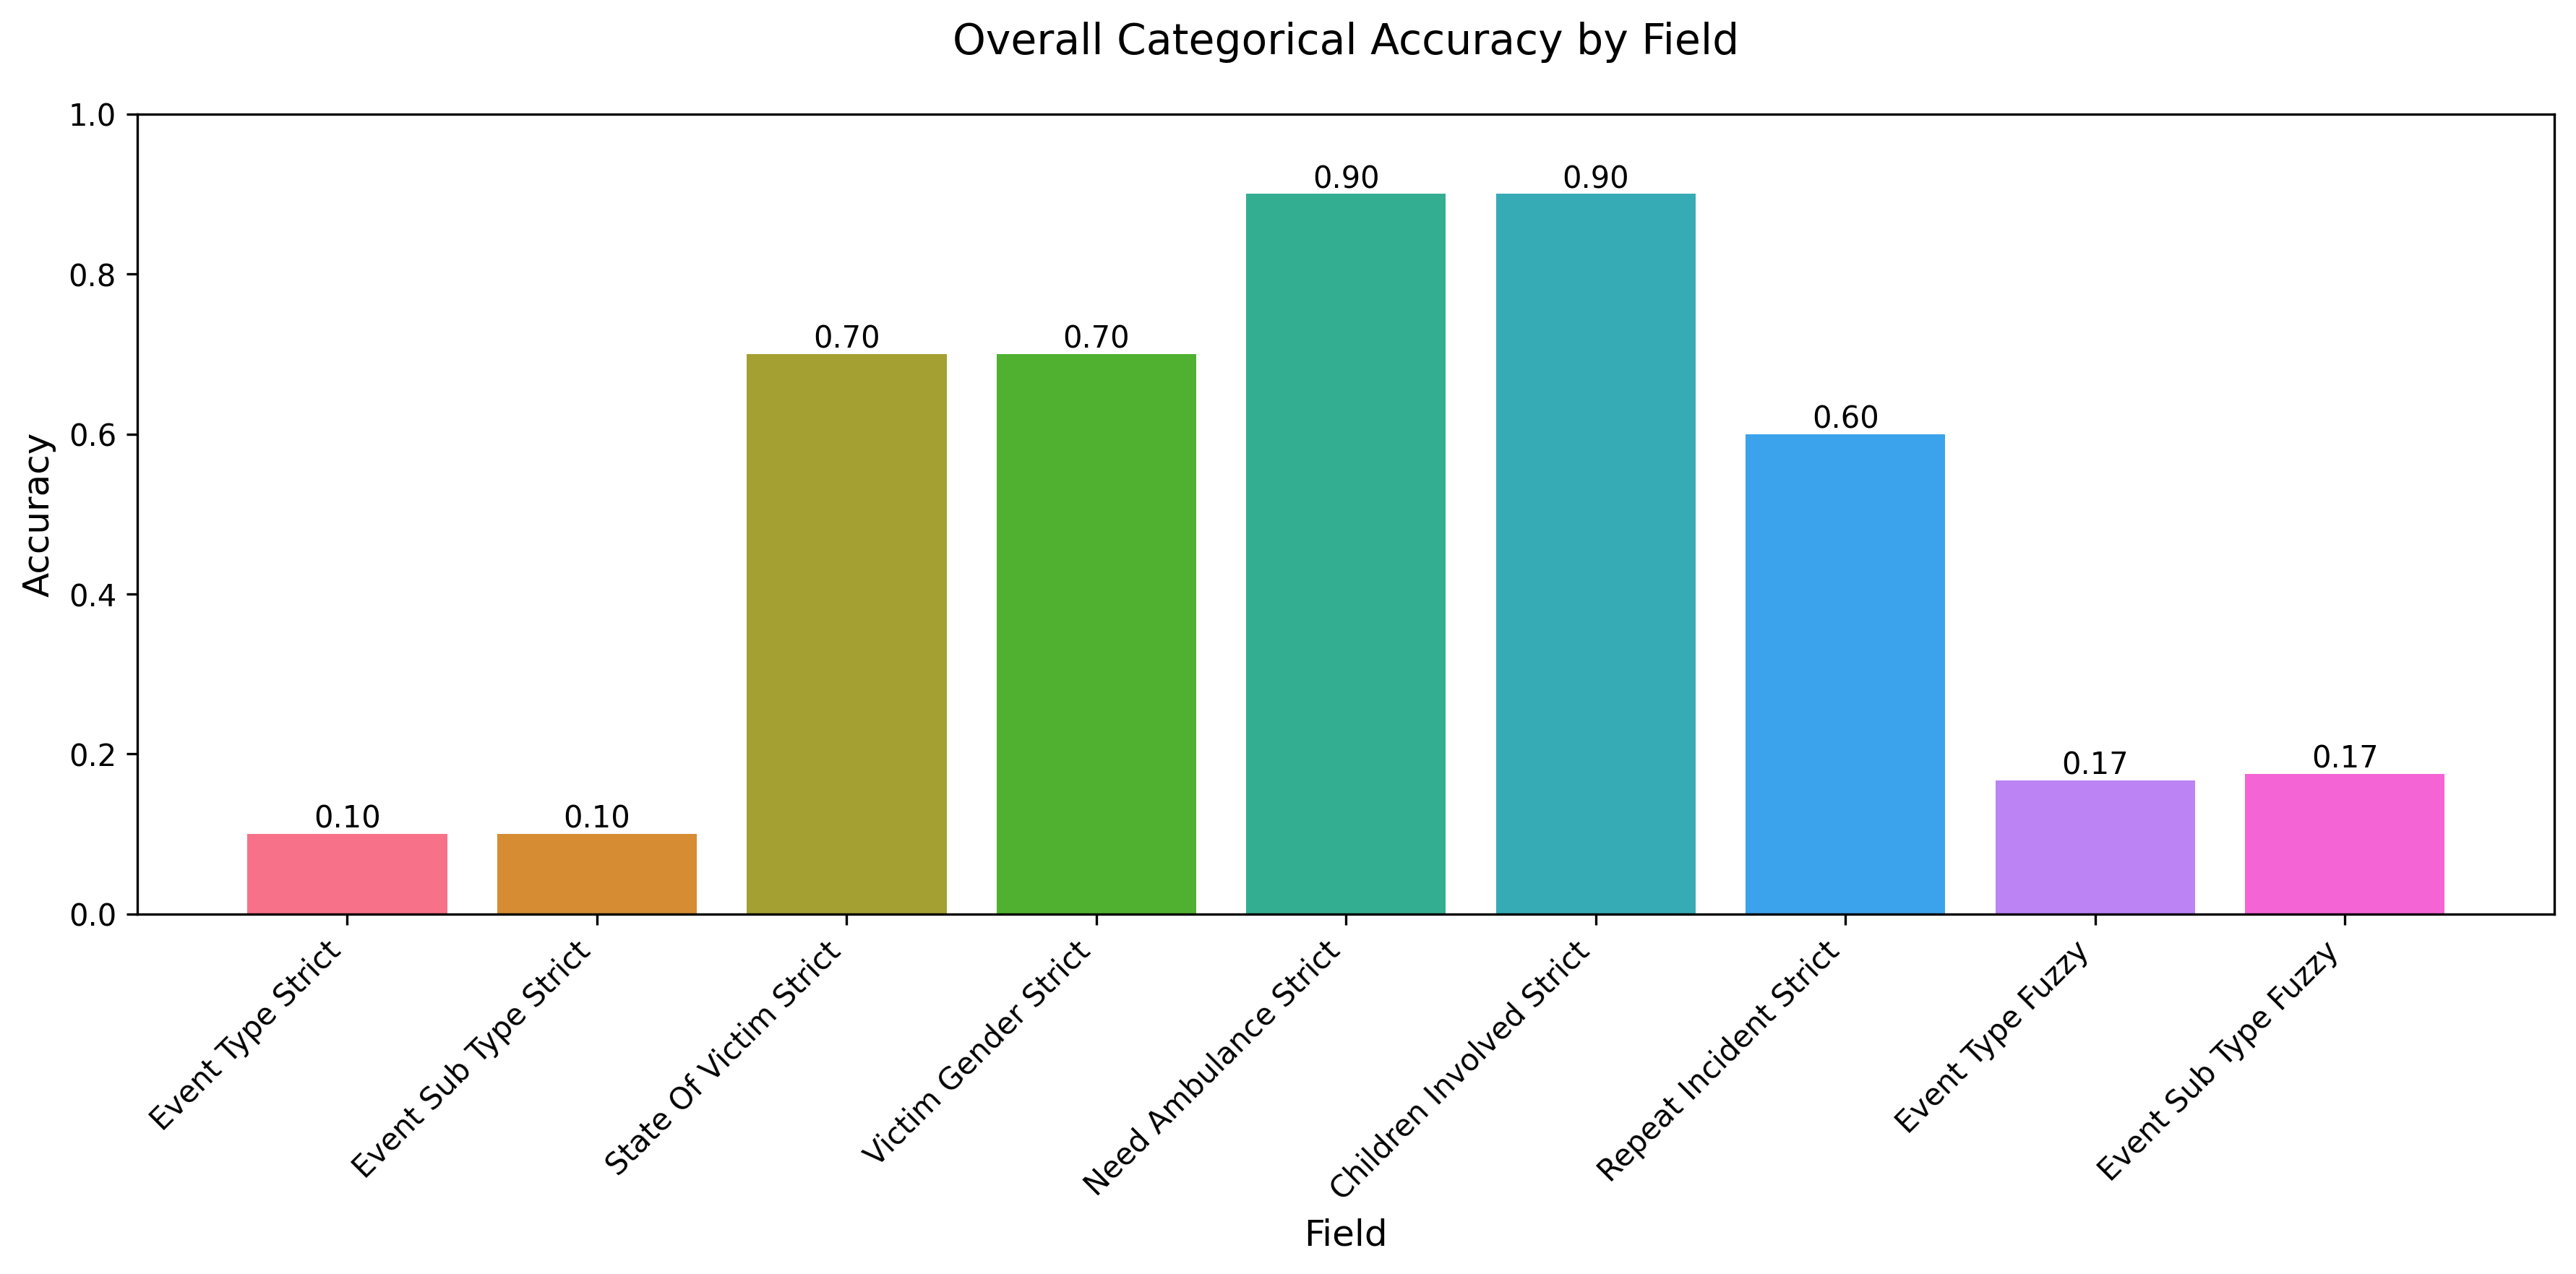 Overall Categorical Accuracy by Field
Accuracy
1.0
0.8
0.6
0.4
0.2
0.0
0.10
0.10
0.70
0.70
0.90
0.90
0.60
0.17
0.17
Event Type Strict
Event Sub Type Strict
State Of Victim Strict
Victim Gender Strict
Need Ambulance Strict
Children Involved Strict
Repeat Incident Strict
Event Type Fuzzy
Event Sub Type Fuzzy
Field